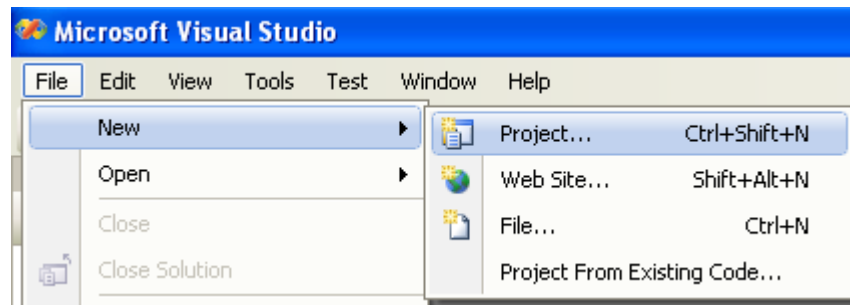 Microsoft Visual Studio
File Edit View Tools Test Window Help
New
Project... Ctrl+Shift+N
Open
Web Site... Shift+Alt+N
Close
File... Ctrl+N
Close Solution
Project From Existing Code...